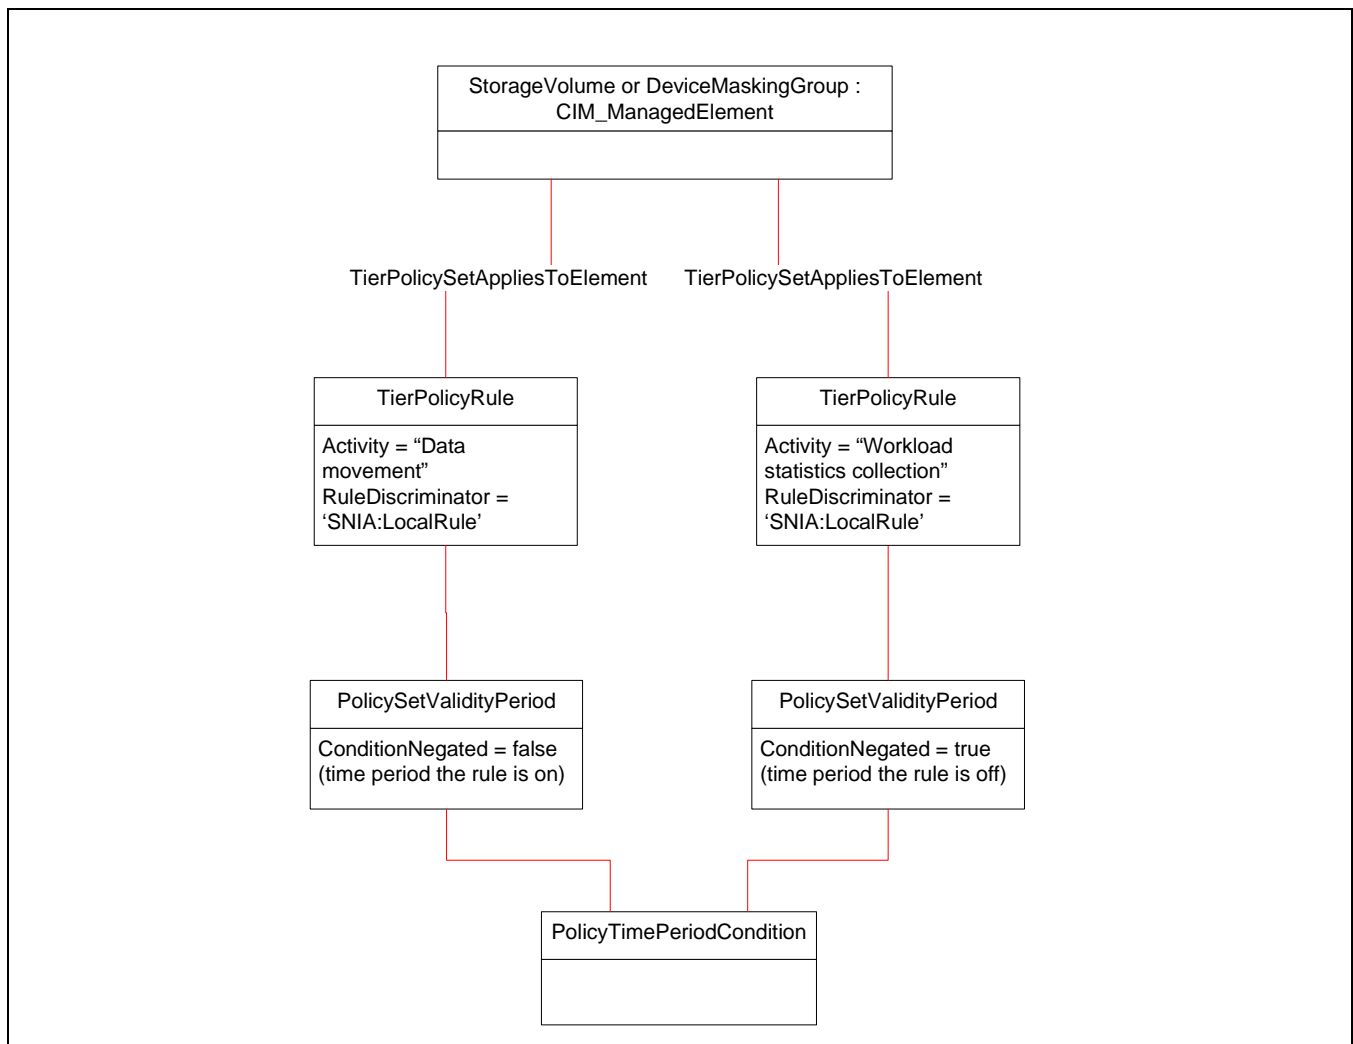 StorageVolume or DeviceMaskingGroup :
CIM_ManagedElement
TierPolicySetAppliesToElement
TierPolicySetAppliesToElement
TierPolicyRule
Activity = “Data
movement”
RuleDiscriminator =
‘SNIA:LocalRule’
TierPolicyRule
Activity = “Workload
statistics collection”
RuleDiscriminator =
‘SNIA:LocalRule’
PolicySetValidityPeriod
ConditionNegated = false
(time period the rule is on)
PolicySetValidityPeriod
ConditionNegated = true
(time period the rule is off)
PolicyTimePeriodCondition